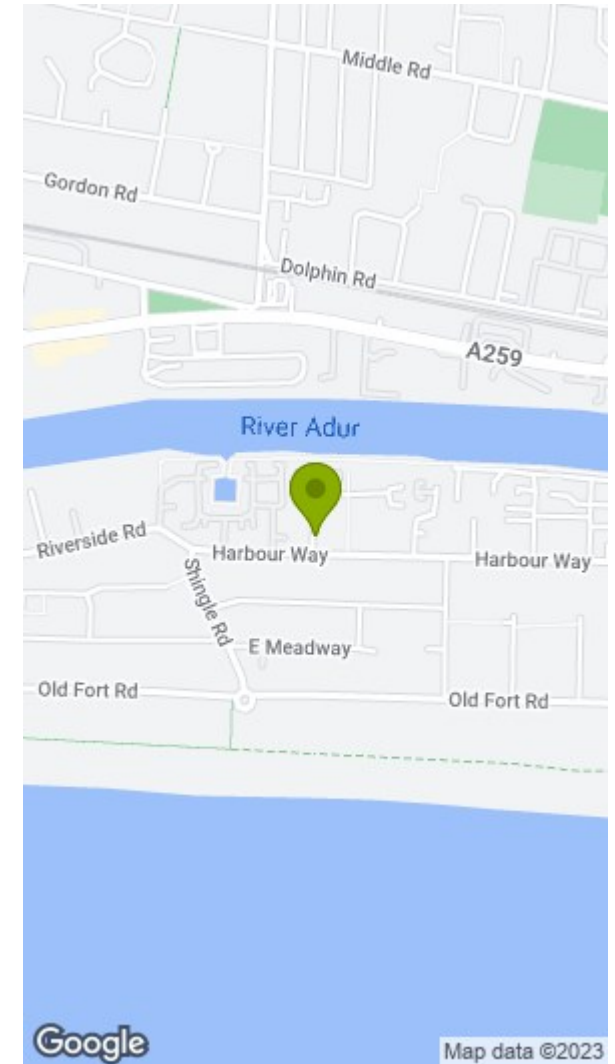 Middle Rd
Gordon Rd
Dolphin Rd
A259
River Adur
Riverside Rd
Harbour Way
Harbour Way
Shingle Rd
E Meadway
Old Fort Rd
Old Fort Rd
Google
Map data ©2023